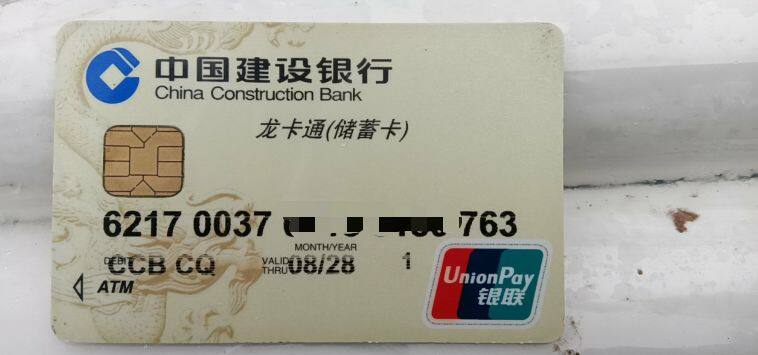 中国建设银行
China Construction Bank
龙卡通(储蓄卡)
6217 0037 763
MONTH/YEAR
DEBIT CCB CQ VALID THRU 08/28 1
ATM
UnionPay
银联